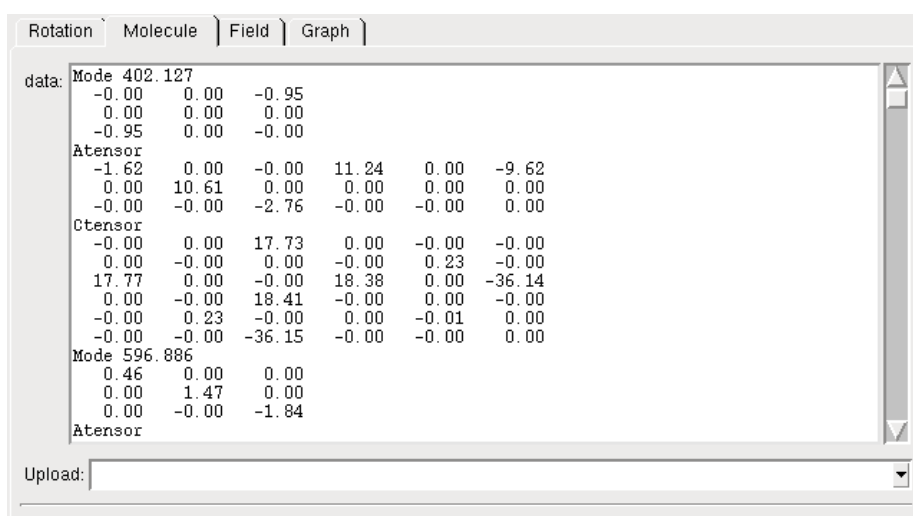 Rotation Molecule Field Graph
data:
Mode 402.127
-0.00 0.00 -0.95
0.00 0.00 0.00
-0.95 0.00 -0.00
Atensor
-1.62 0.00 -0.00 11.24 0.00 -9.62
0.00 10.61 0.00 0.00 0.00 0.00
-0.00 -0.00 -2.76 -0.00 -0.00 0.00
Ctensor
-0.00 0.00 17.73 0.00 -0.00 -0.00
0.00 -0.00 0.00 -0.00 0.23 -0.00
17.77 0.00 -0.00 18.38 0.00 -36.14
0.00 -0.00 18.41 -0.00 0.00 -0.00
-0.00 0.23 -0.00 0.00 -0.01 0.00
-0.00 -0.00 -36.15 -0.00 -0.00 0.00
Mode 596.886
0.46 0.00 0.00
0.00 1.47 0.00
0.00 -0.00 -1.84
Atensor
Upload: